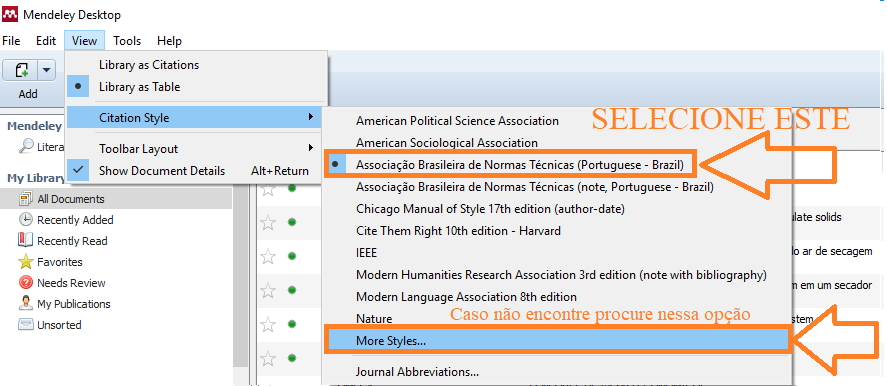 Mendeley Desktop
File Edit View Tools Help
Library as Citations
Library as Table
Add
Citation Style
Toolbar Layout
Show Document Details Alt+Return
American Political Science Association
American Sociological Association
Associação Brasileira de Normas Técnicas (Portuguese - Brazil)
Associação Brasileira de Normas Técnicas (note, Portuguese - Brazil)
Chicago Manual of Style 17th edition (author-date)
Cite Them Right 10th edition - Harvard
IEEE
Modern Humanities Research Association 3rd edition (note with bibliography)
Modern Language Association 8th edition
Nature
More Styles...
Journal Abbreviations...
SELECIONE ESTE
Caso não encontre procure nessa opção
Mendeley
Litera
My Library
All Documents
Recently Added
Recently Read
Favorites
Needs Review
My Publications
Unsorted
ulate solids
do ar de secagem
m em um secador
stem